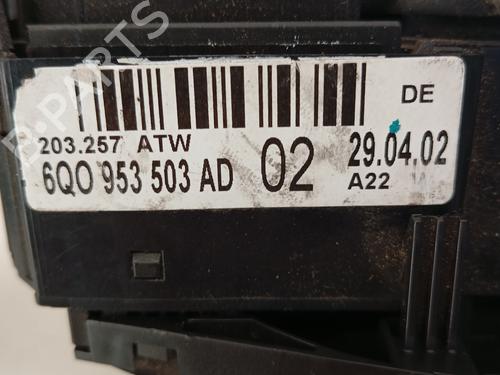 DE
203.257 ATW
29.04.02
6Q0 953 503 AD 02
A22
B-PARTS